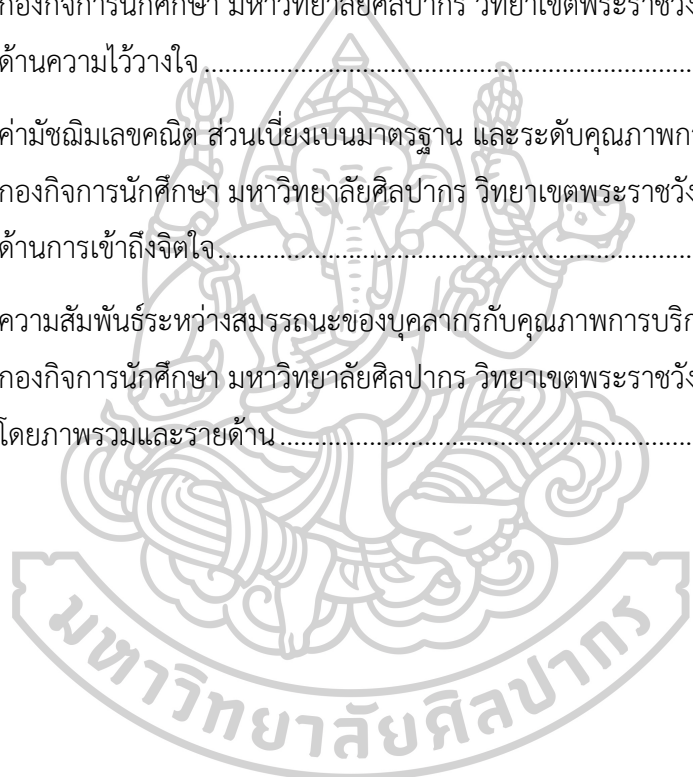 กองกิจการนักศึกษา มหาวิทยาลัยศิลปากร วิทยาเขตพระราชวัง
ด้านความไว้วางใจ
ค่ามัชฌิมเลขคณิต ส่วนเบี่ยงเบนมาตรฐาน และระดับคุณภาพก
กองกิจการนักศึกษา มหาวิทยาลัยศิลปากร วิทยาเขตพระราชวัง
ด้านการเข้าถึงจิตใจ
ความสัมพันธ์ระหว่างสมรรถนะของบุคลากรกับคุณภาพการบริก
กองกิจการนักศึกษา มหาวิทยาลัยศิลปากร วิทยาเขตพระราชวัง
โดยภาพรวมและรายด้าน
มหาวิทยาลัยศิลปากร